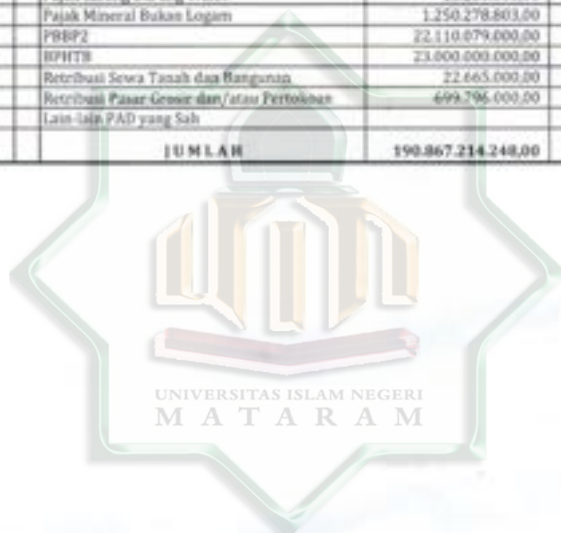 Pajak Mineral Bukan Logam 1.250.278.803,00
PBBP2 22.110.079.000,00
BPHTB 23.000.000.000,00
Retribusi Sewa Tanah dan Bangunan 22.665.000,00
Retribusi Pasar Grosir dan/atau Pertokoan 699.796.000,00
Lain-lain PAD yang Sah
JUMLAH 190.867.214.248,00
UNIVERSITAS ISLAM NEGERI
MATARAM